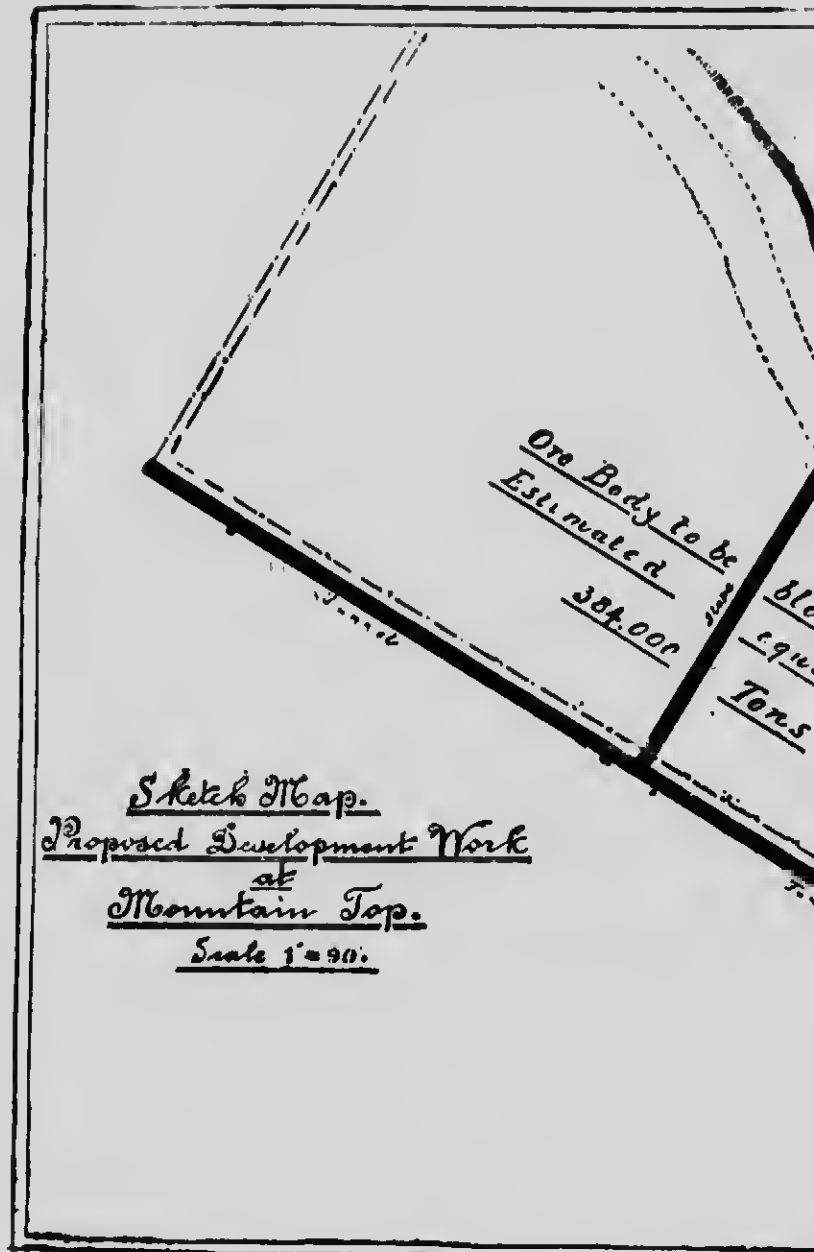 Ore Body to be
Estimated
384.000
Tons
Tunnel
Sketch Map.
Proposed Development Work
at
Mountain Top.
Scale 1" = 90'.